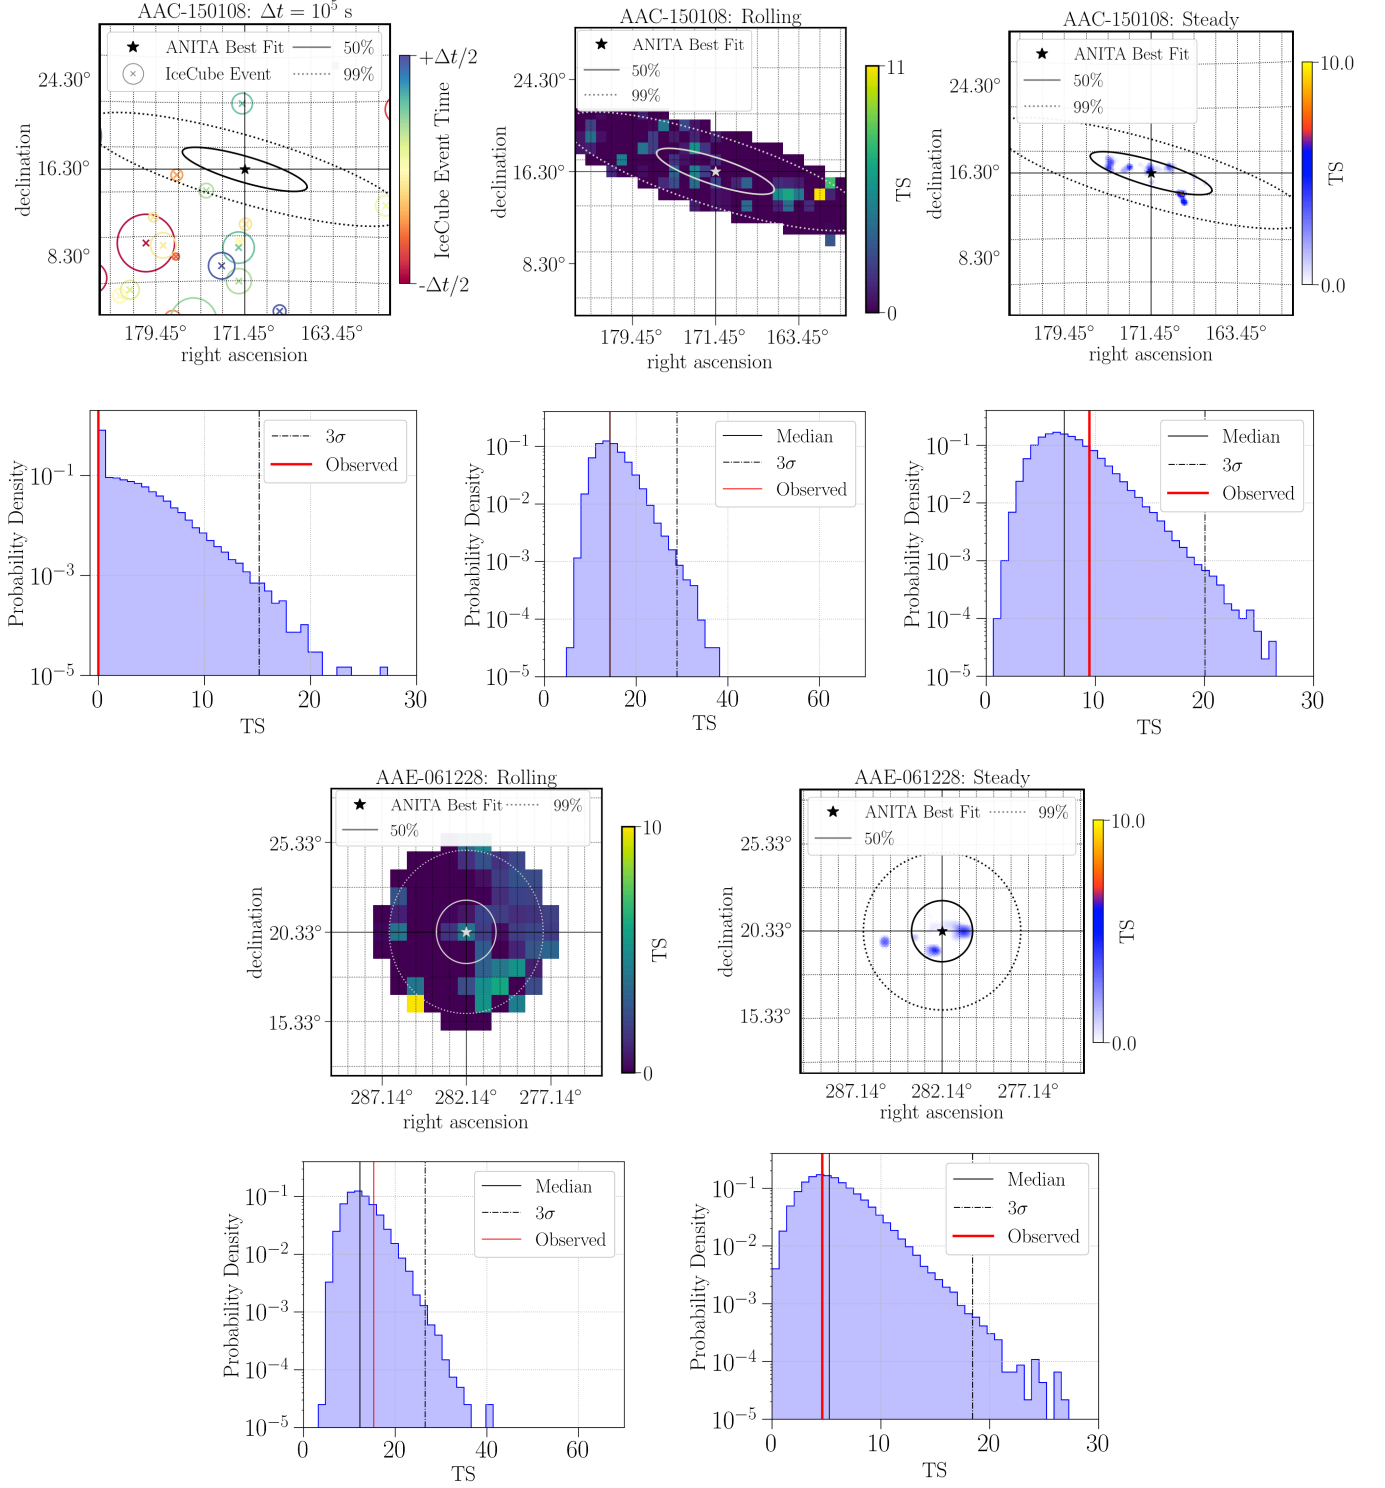 AAC-150108: Δt = 10⁵ s
ANITA Best Fit
50%
IceCube Event
99%
24.30°
16.30°
8.30°
declination
179.45°
171.45°
163.45°
right ascension
+Δt/2
-Δt/2
IceCube Event Time
AAC-150108: Rolling
ANITA Best Fit
50%
99%
24.30°
16.30°
8.30°
declination
179.45°
171.45°
163.45°
right ascension
11
0
TS
AAC-150108: Steady
ANITA Best Fit
50%
99%
24.30°
16.30°
8.30°
declination
179.45°
171.45°
163.45°
right ascension
10.0
0.0
TS
3σ
Observed
10⁻¹
10⁻³
10⁻⁵
Probability Density
0
10
20
30
TS
Median
3σ
Observed
10⁻¹
10⁻²
10⁻³
10⁻⁴
10⁻⁵
Probability Density
0
20
40
60
TS
Median
3σ
Observed
10⁻¹
10⁻²
10⁻³
10⁻⁴
10⁻⁵
Probability Density
0
10
20
30
TS
AAE-061228: Rolling
ANITA Best Fit
99%
50%
25.33°
20.33°
15.33°
declination
287.14°
282.14°
277.14°
right ascension
10
0
TS
AAE-061228: Steady
ANITA Best Fit
99%
50%
25.33°
20.33°
15.33°
declination
287.14°
282.14°
277.14°
right ascension
10.0
0.0
TS
Median
3σ
Observed
10⁻¹
10⁻²
10⁻³
10⁻⁴
10⁻⁵
Probability Density
0
20
40
60
TS
Median
3σ
Observed
10⁻¹
10⁻²
10⁻³
10⁻⁴
10⁻⁵
Probability Density
0
10
20
30
TS